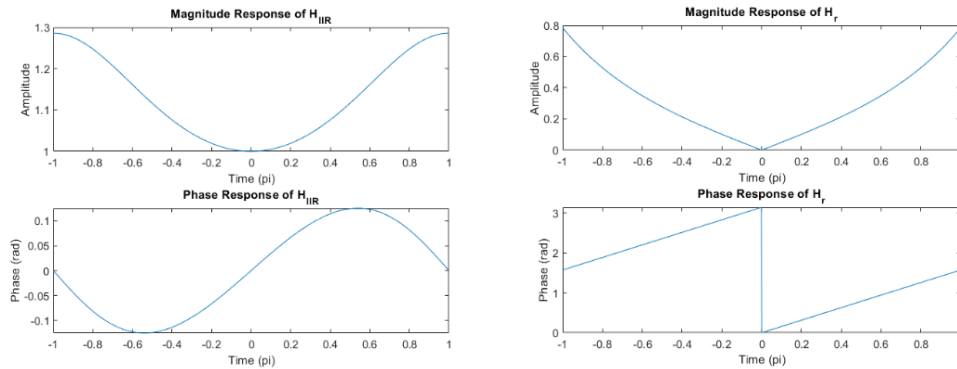 Magnitude Response of H_IIR
1.3
1.2
1.1
1
Amplitude
-1 -0.8 -0.6 -0.4 -0.2 0 0.2 0.4 0.6 0.8 1
Time (pi)
Phase Response of H_IIR
0.1
0.05
0
-0.05
-0.1
Phase (rad)
-1 -0.8 -0.6 -0.4 -0.2 0 0.2 0.4 0.6 0.8 1
Time (pi)
Magnitude Response of H_r
0.8
0.6
0.4
0.2
0
Amplitude
-1 -0.8 -0.6 -0.4 -0.2 0 0.2 0.4 0.6 0.8
Time (pi)
Phase Response of H_r
3
2
1
0
Phase (rad)
-1 -0.8 -0.6 -0.4 -0.2 0 0.2 0.4 0.6 0.8
Time (pi)